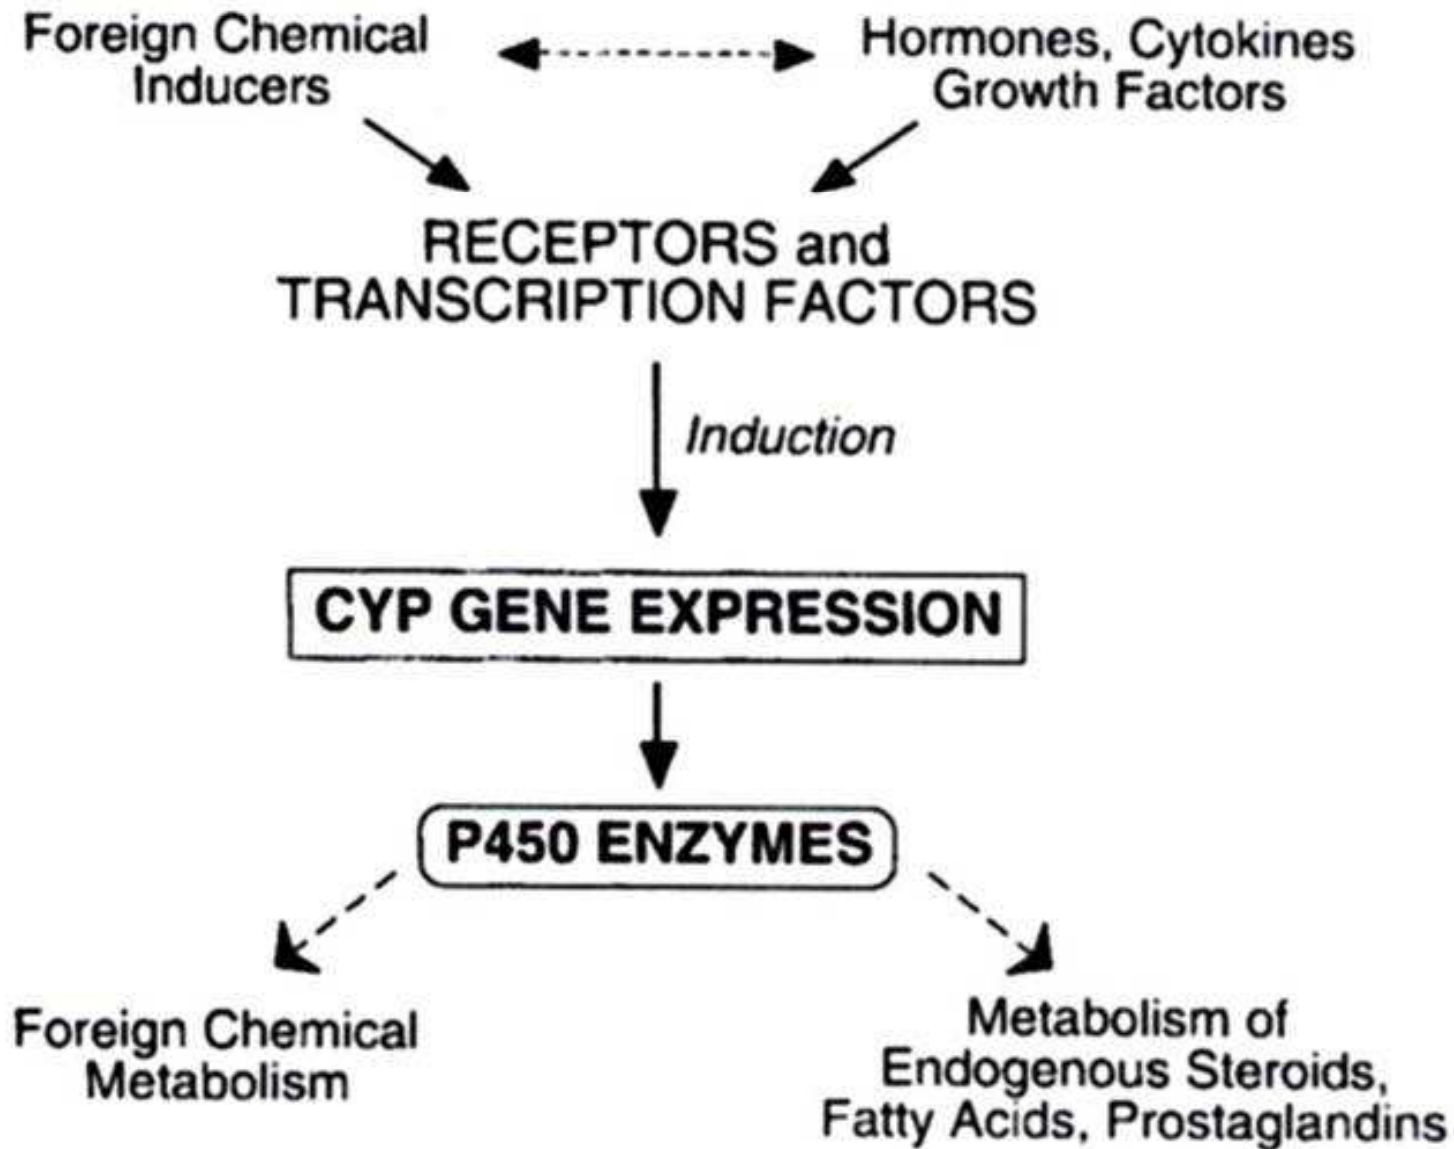 Foreign Chemical
Inducers
Hormones, Cytokines
Growth Factors
RECEPTORS and
TRANSCRIPTION FACTORS
Induction
CYP GENE EXPRESSION
P450 ENZYMES
Foreign Chemical
Metabolism
Metabolism of
Endogenous Steroids,
Fatty Acids, Prostaglandins